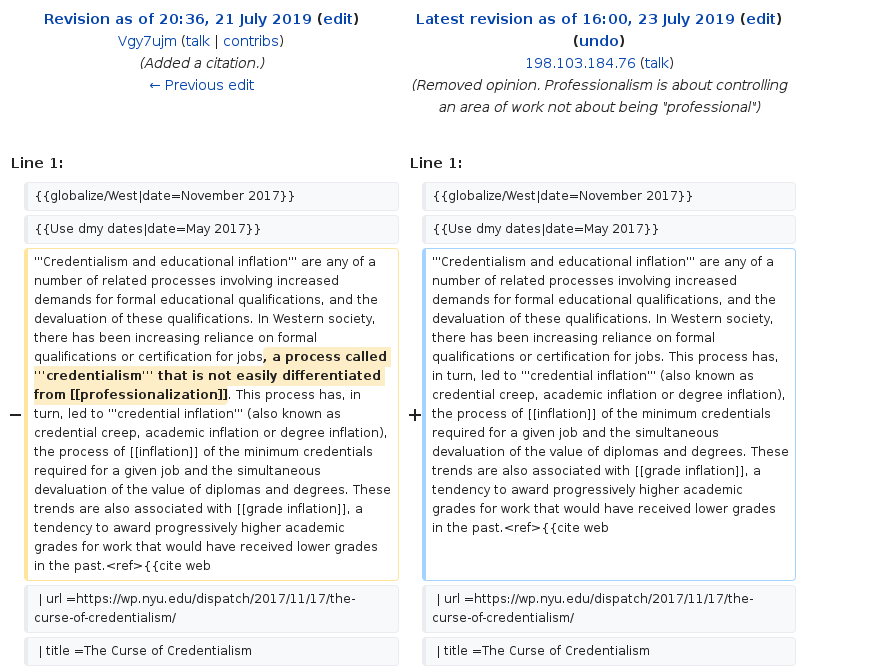 Revision as of 20:36, 21 July 2019 (edit)
Vgy7ujm (talk | contribs)
(Added a citation.)
← Previous edit
Latest revision as of 16:00, 23 July 2019 (edit)
(undo)
198.103.184.76 (talk)
(Removed opinion. Professionalism is about controlling
an area of work not about being "professional")
Line 1:
Line 1:
{{globalize/West|date=November 2017}}
{{globalize/West|date=November 2017}}
{{Use dmy dates|date=May 2017}}
{{Use dmy dates|date=May 2017}}
−
'''Credentialism and educational inflation''' are any of a
number of related processes involving increased
demands for formal educational qualifications, and the
devaluation of these qualifications. In Western society,
there has been increasing reliance on formal
qualifications or certification for jobs, a process called
'''credentialism''' that is not easily differentiated
from [[professionalization]]. This process has, in
turn, led to '''credential inflation''' (also known as
credential creep, academic inflation or degree inflation),
the process of [[inflation]] of the minimum credentials
required for a given job and the simultaneous
devaluation of the value of diplomas and degrees. These
trends are also associated with [[grade inflation]], a
tendency to award progressively higher academic
grades for work that would have received lower grades
in the past.<ref>{{cite web
+
'''Credentialism and educational inflation''' are any of a
number of related processes involving increased
demands for formal educational qualifications, and the
devaluation of these qualifications. In Western society,
there has been increasing reliance on formal
qualifications or certification for jobs. This process has,
in turn, led to '''credential inflation''' (also known as
credential creep, academic inflation or degree inflation),
the process of [[inflation]] of the minimum credentials
required for a given job and the simultaneous
devaluation of the value of diplomas and degrees. These
trends are also associated with [[grade inflation]], a
tendency to award progressively higher academic
grades for work that would have received lower grades
in the past.<ref>{{cite web
| url =https://wp.nyu.edu/dispatch/2017/11/17/the-
curse-of-credentialism/
| url =https://wp.nyu.edu/dispatch/2017/11/17/the-
curse-of-credentialism/
| title =The Curse of Credentialism
| title =The Curse of Credentialism